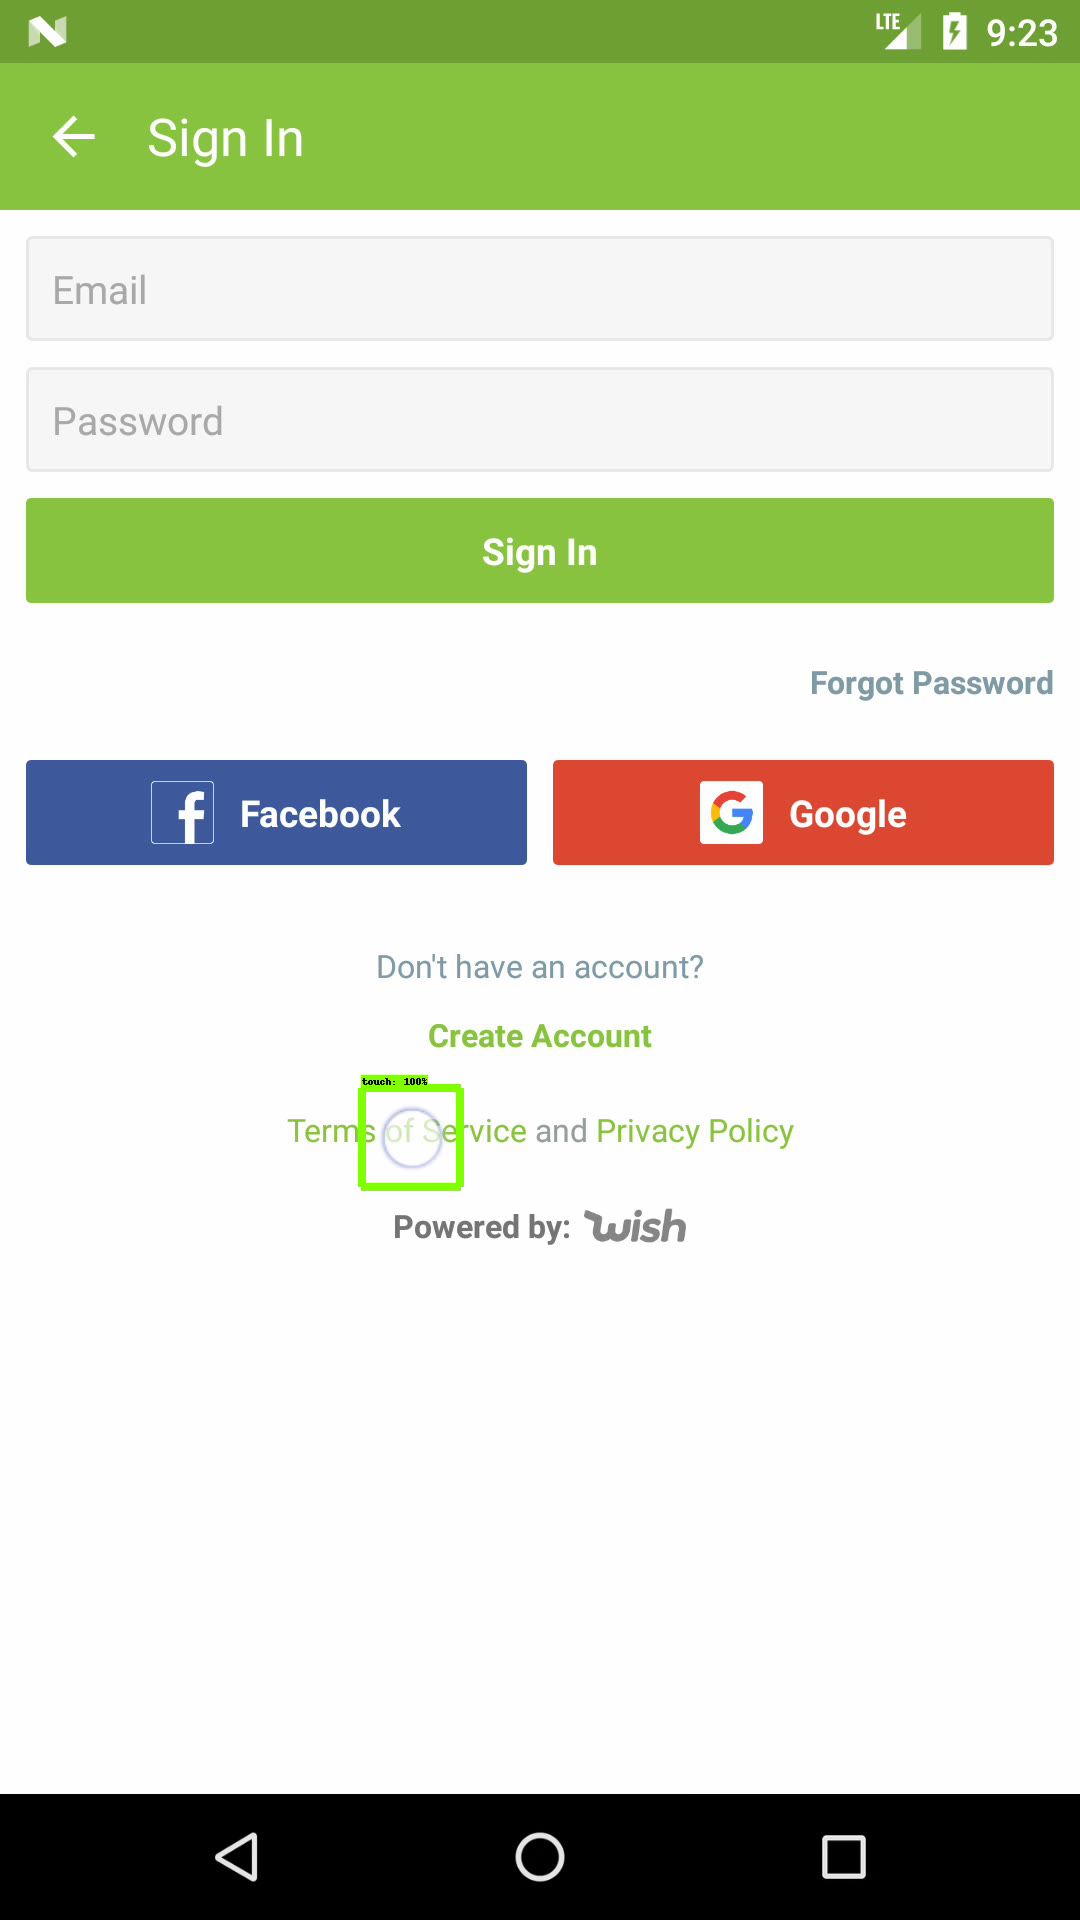 LTE 9:23
Sign In
Email
Password
Sign In
Forgot Password
Facebook
Google
Don't have an account?
Create Account
touch: 100%
Terms of Service and Privacy Policy
Powered by: wish